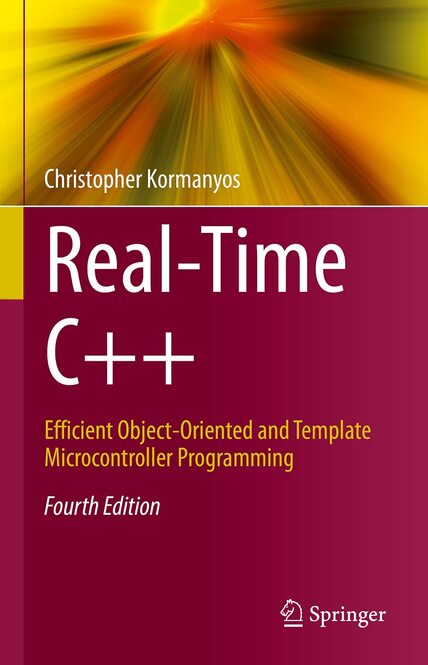 Christopher Kormanyos
Real-Time
C++
Efficient Object-Oriented and Template
Microcontroller Programming
Fourth Edition
Springer